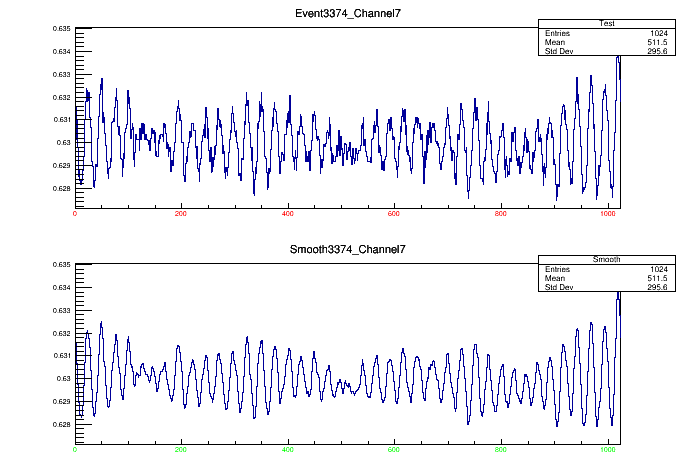 Event3374_Channel7
Test
Entries 1024
Mean 511.5
Std Dev 295.6
0.635
0.634
0.633
0.632
0.631
0.63
0.629
0.628
0 200 400 600 800 1000
Smooth3374_Channel7
Smooth
Entries 1024
Mean 511.5
Std Dev 295.6
0.635
0.634
0.633
0.632
0.631
0.63
0.629
0.628
0 200 400 600 800 1000